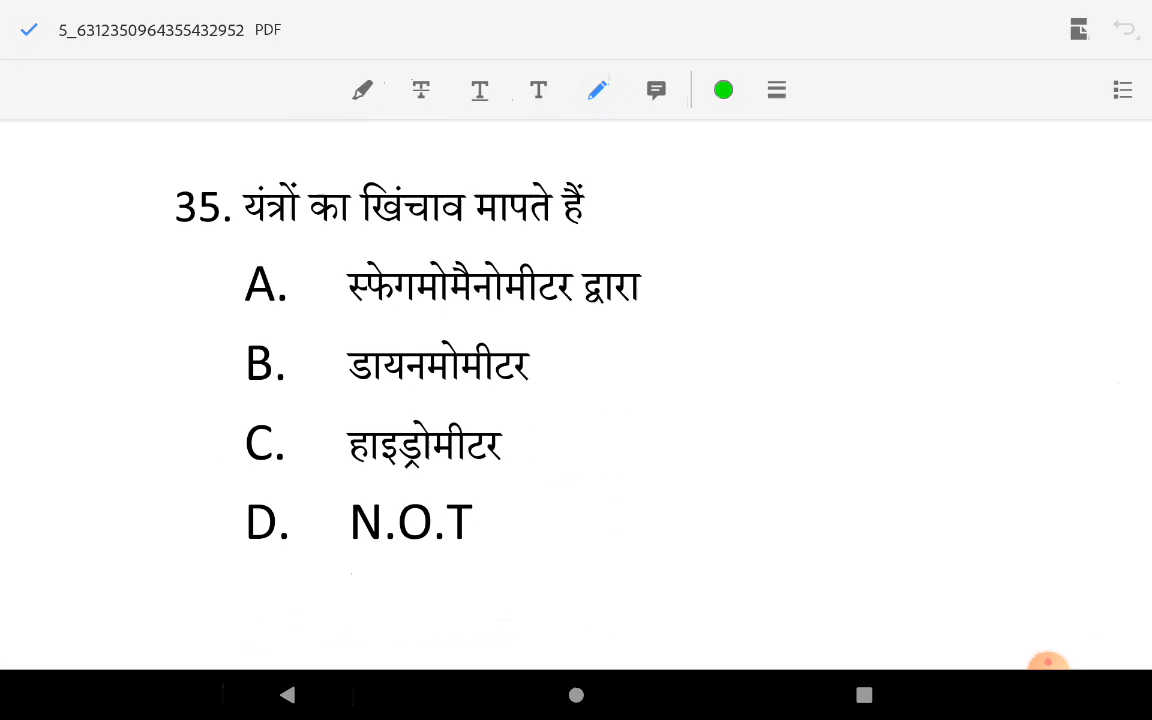 5_6312350964355432952 PDF
35. यंत्रों का खिंचाव मापते हैं
A. स्फेगमोमैनोमीटर द्वारा
B. डायनमोमीटर
C. हाइड्रोमीटर
D. N.O.T